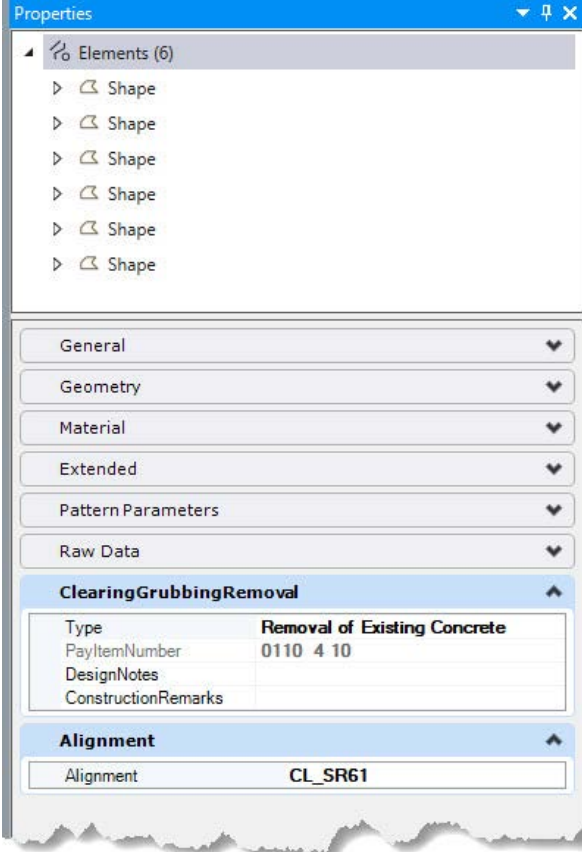 Properties
Elements (6)
Shape
Shape
Shape
Shape
Shape
Shape
General
Geometry
Material
Extended
Pattern Parameters
Raw Data
ClearingGrubbingRemoval
Type Removal of Existing Concrete
PayItemNumber 0110 4 10
DesignNotes
ConstructionRemarks
Alignment
Alignment CL_SR61